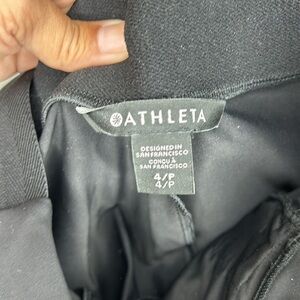 ATHLETA
DESIGNED IN
SAN FRANCISCO
CONÇU À
SAN FRANCISCO
4/P
4/P